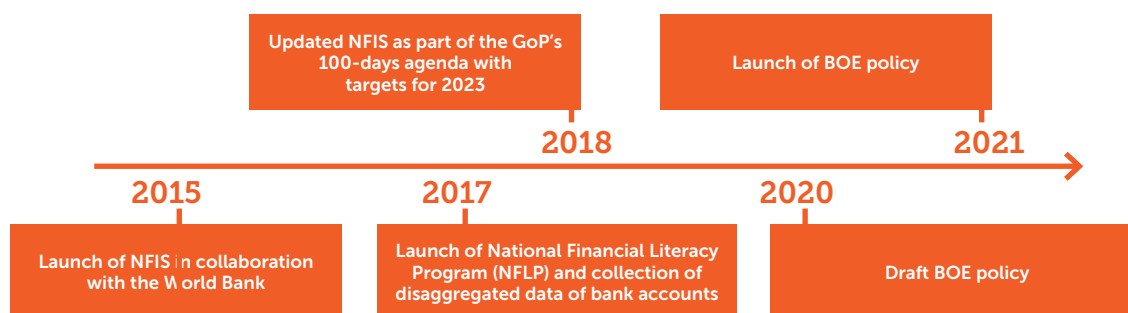 Updated NFIS as part of the GoP's
100-days agenda with
targets for 2023
Launch of BOE policy
2018
2021
2015
2017
2020
Launch of NFIS in collaboration
with the World Bank
Launch of National Financial Literacy
Program (NFLP) and collection of
disaggregated data of bank accounts
Draft BOE policy